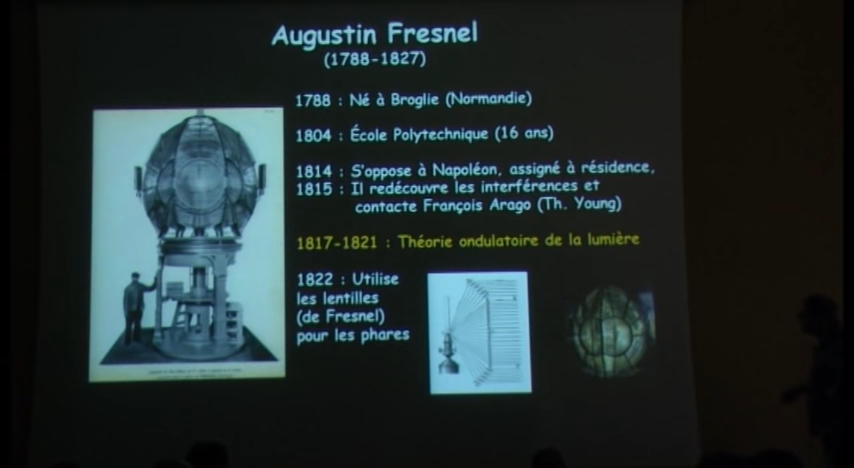 Augustin Fresnel
(1788-1827)
1788 : Né à Broglie (Normandie)
1804 : École Polytechnique (16 ans)
1814 : S'oppose à Napoléon, assigné à résidence,
1815 : Il redécouvre les interférences et
contacte François Arago (Th. Young)
1817-1821 : Théorie ondulatoire de la lumière
1822 : Utilise
les lentilles
(de Fresnel)
pour les phares